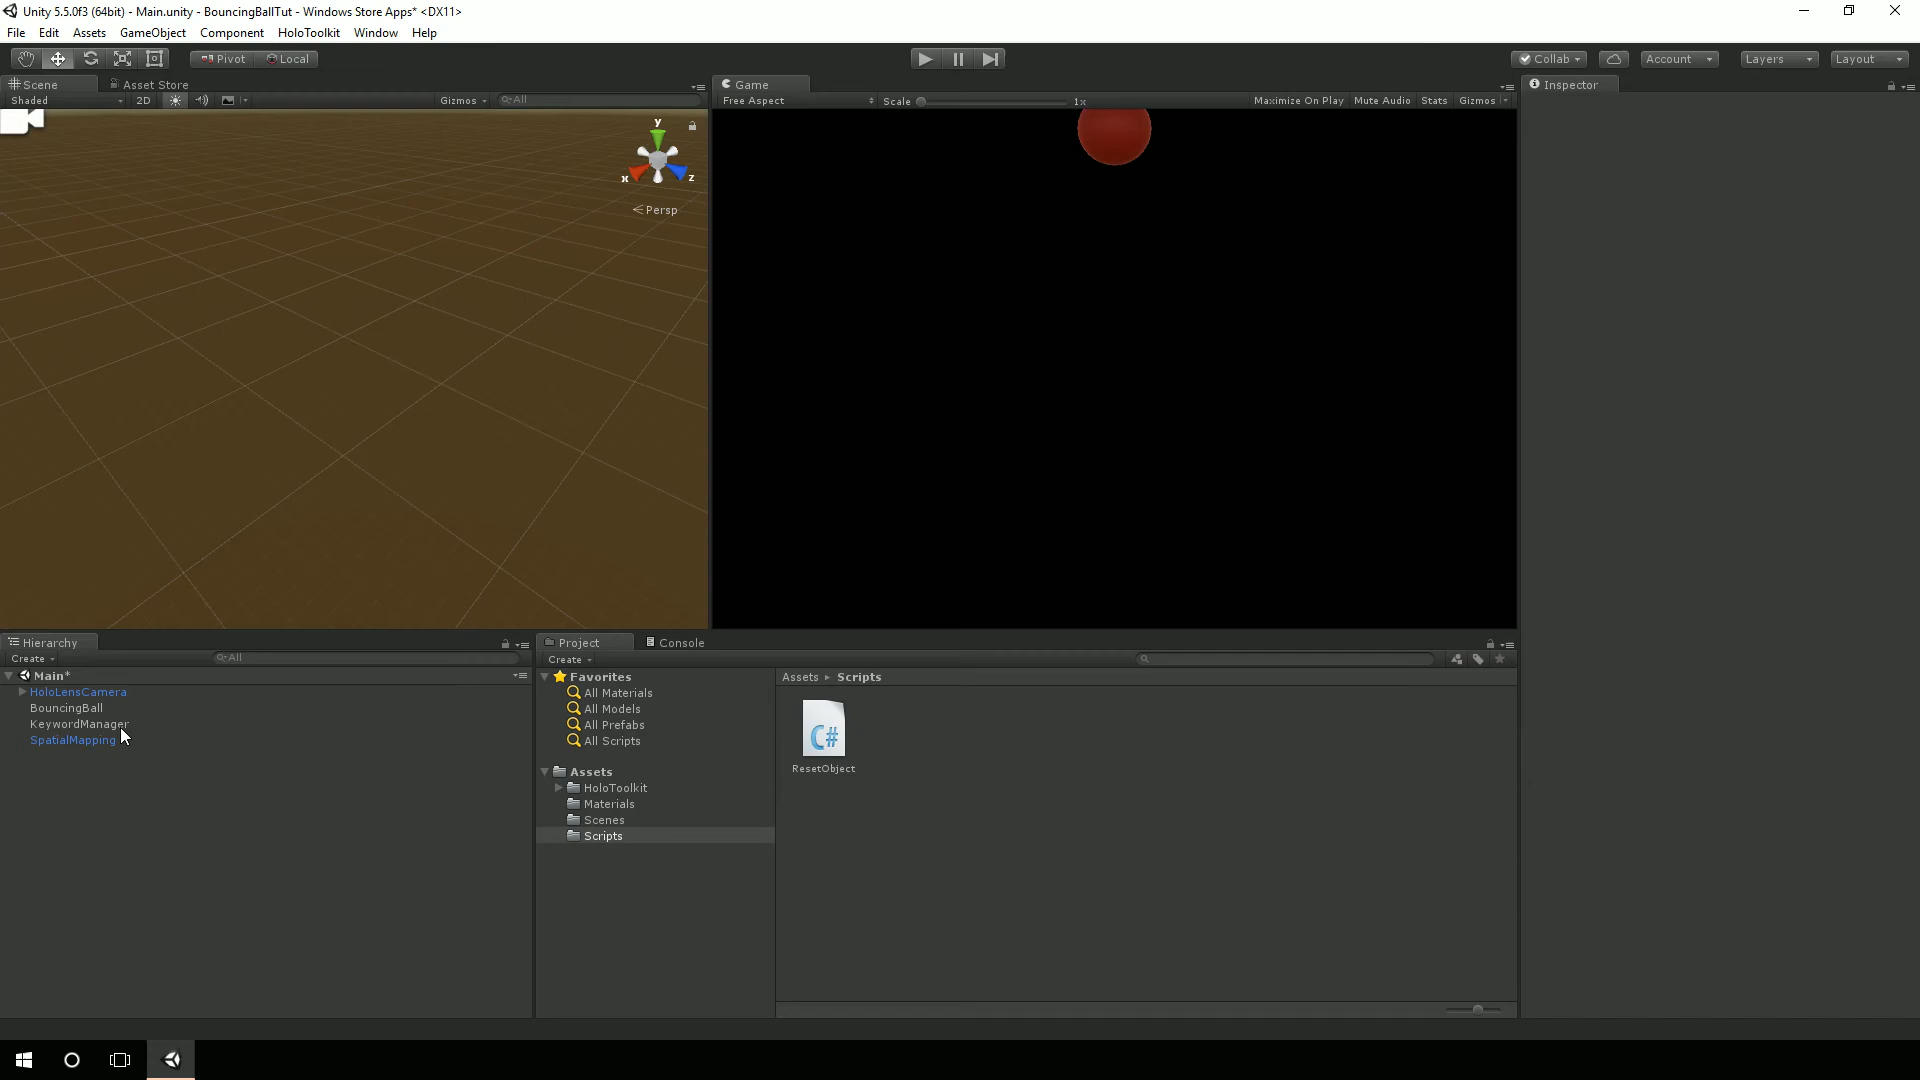 Unity 5.5.0f3 (64bit) - Main.unity - BouncingBallTut - Windows Store Apps* <DX11>
File Edit Assets GameObject Component HoloToolkit Window Help
Pivot Local
Collab Account Layers Layout
Scene Asset Store
Game
Inspector
Shaded 2D Gizmos All
Free Aspect Scale 1x Maximize On Play Mute Audio Stats Gizmos
y
x z
Persp
Hierarchy
Create All
Main*
HoloLensCamera
BouncingBall
KeywordManager
SpatialMapping
Project Console
Create
Favorites
All Materials
All Models
All Prefabs
All Scripts
Assets
HoloToolkit
Materials
Scenes
Scripts
Assets Scripts
C#
ResetObject